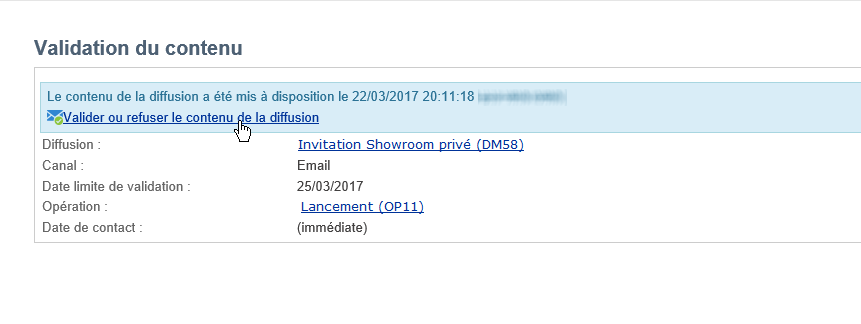 Validation du contenu
Le contenu de la diffusion a été mis à disposition le 22/03/2017 20:11:18
Valider ou refuser le contenu de la diffusion
Diffusion : Invitation Showroom privé (DM58)
Canal : Email
Date limite de validation : 25/03/2017
Opération : Lancement (OP11)
Date de contact : (immédiate)